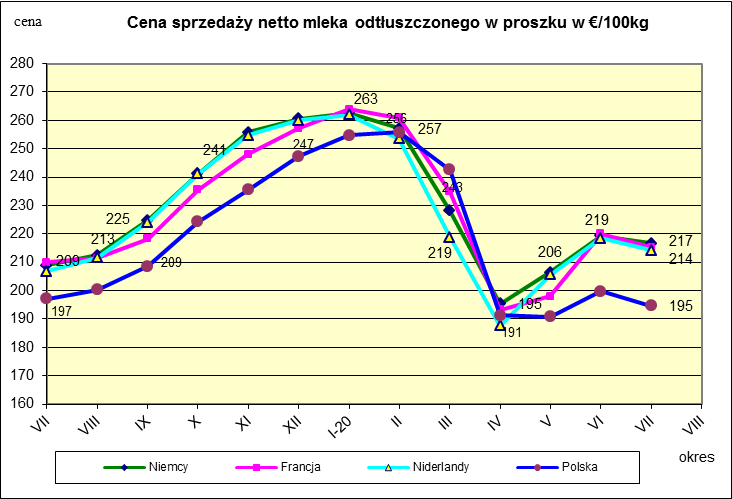 cena
Cena sprzedaży netto mleka odtłuszczonego w proszku w €/100kg
280
270
260
250
240
230
220
210
200
190
180
170
160
209
197
213
225
209
241
247
263
256
257
243
219
195
191
206
219
217
214
195
VII
VIII
IX
X
XI
XII
I-20
II
III
IV
V
VI
VII
VIII
okres
Niemcy
Francja
Niderlandy
Polska